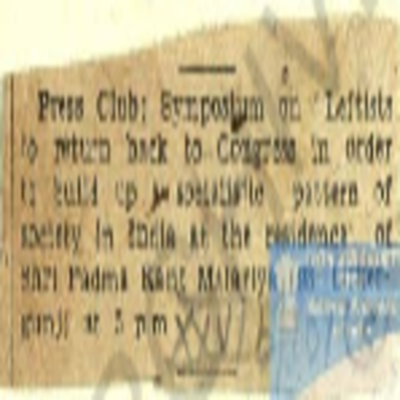 Press Club; Symposium on "Leftists
to return back to Congress in order
to build up a socialistic pattern of
society in India at the residence of
Shri Padma Kant Malaviya
ganj) at 5 pm